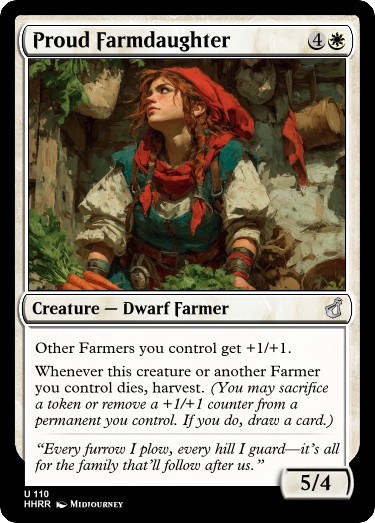 Proud Farmdaughter 4
Creature — Dwarf Farmer
Other Farmers you control get +1/+1.
Whenever this creature or another Farmer
you control dies, harvest. (You may sacrifice
a token or remove a +1/+1 counter from a
permanent you control. If you do, draw a card.)
“Every furrow I plow, every hill I guard—it’s all
for the family that’ll follow after us.”
5/4
U 110
HHRR Midjourney